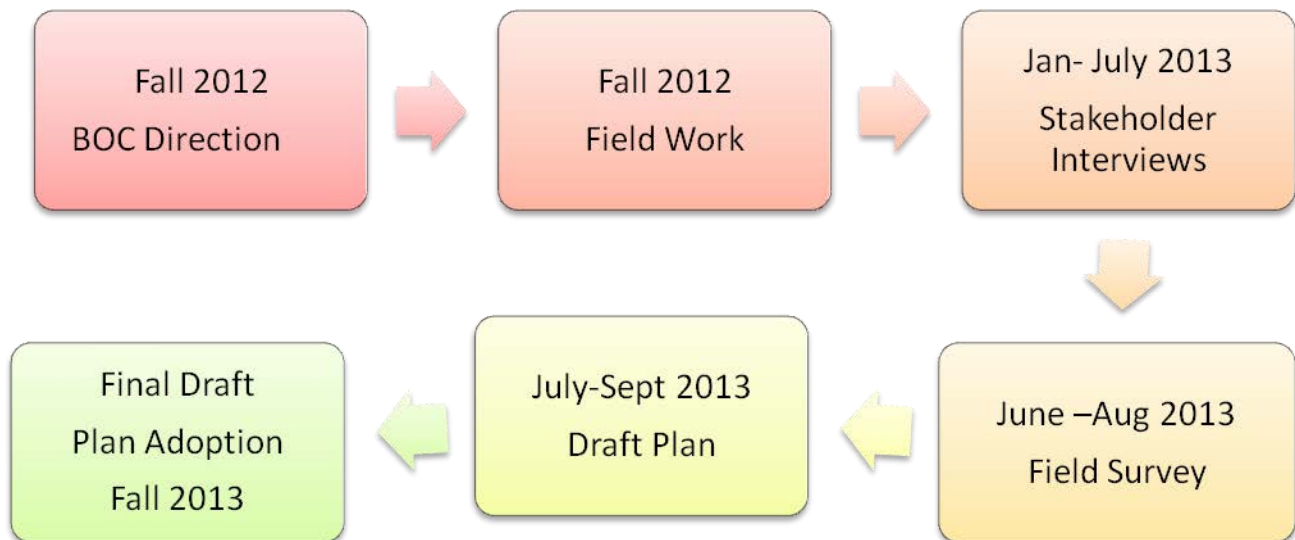 Fall 2012
BOC Direction
Fall 2012
Field Work
Jan- July 2013
Stakeholder
Interviews
June –Aug 2013
Field Survey
July-Sept 2013
Draft Plan
Final Draft
Plan Adoption
Fall 2013